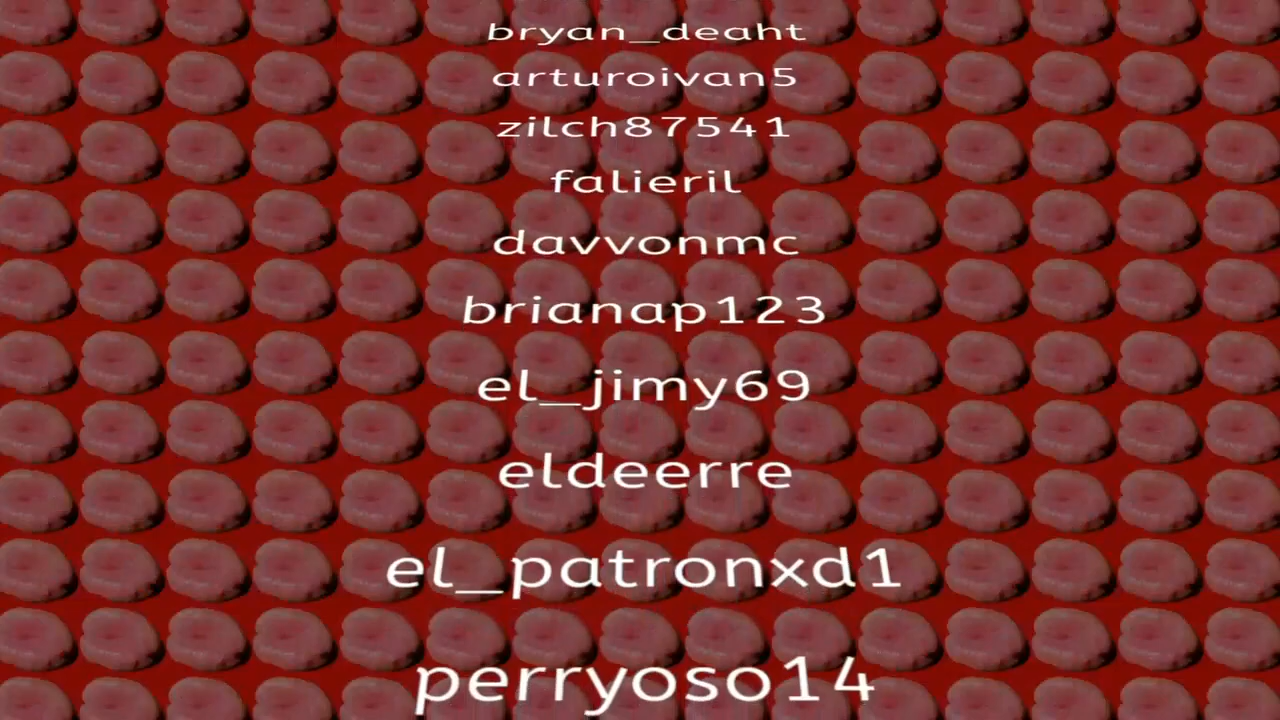 bryan_deaht
arturoivan5
zilch87541
falieril
davvonmc
brianap123
el_jimy69
eldeerre
el_patronxd1
perryoso14